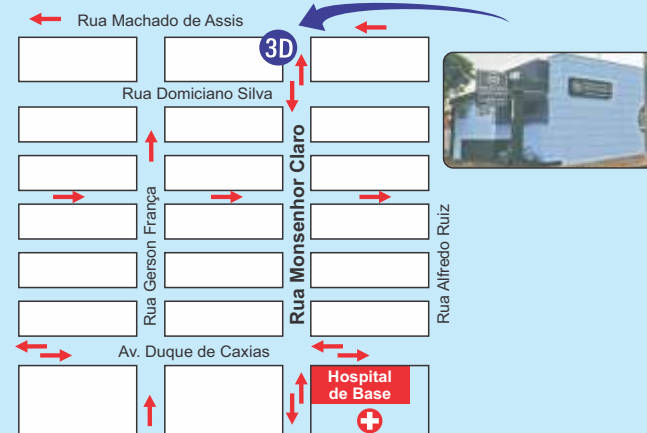 Rua Machado de Assis
3D
Rua Domiciano Silva
Rua Monsenhor Claro
Rua Gerson França
Rua Alfredo Ruiz
Av. Duque de Caxias
Hospital
de Base